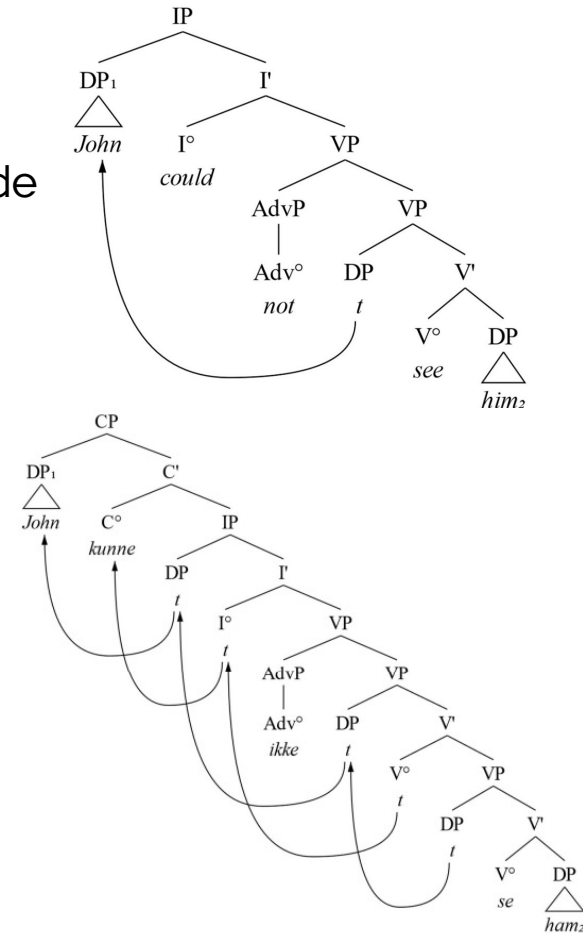 IP
DP₁ I'
John I° VP
could
de
AdvP VP
Adv° DP V'
not t
V° DP
see
him₂
CP
DP₁ C'
John C° IP
kunne
DP I'
t
I° VP
t
AdvP VP
Adv° DP V'
ikke t
V° VP
t
DP V'
t
V° DP
se
ham₂